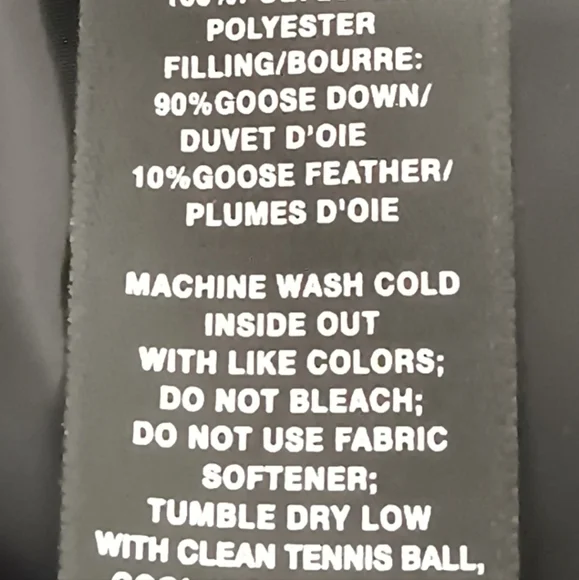 POLYESTER
FILLING/BOURRE:
90%GOOSE DOWN/
DUVET D'OIE
10%GOOSE FEATHER/
PLUMES D'OIE
MACHINE WASH COLD
INSIDE OUT
WITH LIKE COLORS;
DO NOT BLEACH;
DO NOT USE FABRIC
SOFTENER;
TUMBLE DRY LOW
WITH CLEAN TENNIS BALL,